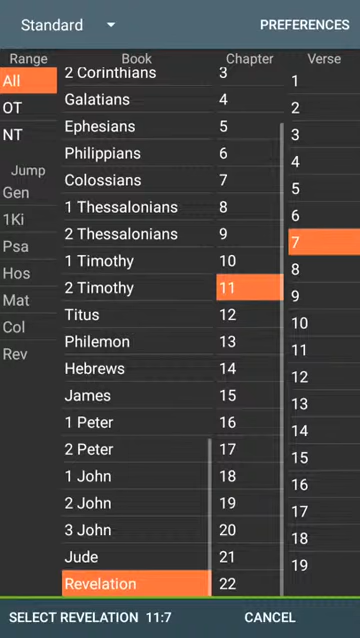 Standard
PREFERENCES
Range
Book
Chapter
Verse
All
OT
NT
Jump
Gen
1Ki
Psa
Hos
Mat
Col
Rev
2 Corinthians
Galatians
Ephesians
Philippians
Colossians
1 Thessalonians
2 Thessalonians
1 Timothy
2 Timothy
Titus
Philemon
Hebrews
James
1 Peter
2 Peter
1 John
2 John
3 John
Jude
Revelation
3
4
5
6
7
8
9
10
11
12
13
14
15
16
17
18
19
20
21
22
1
2
3
4
5
6
7
8
9
10
11
12
13
14
15
16
17
18
19
SELECT REVELATION 11:7
CANCEL